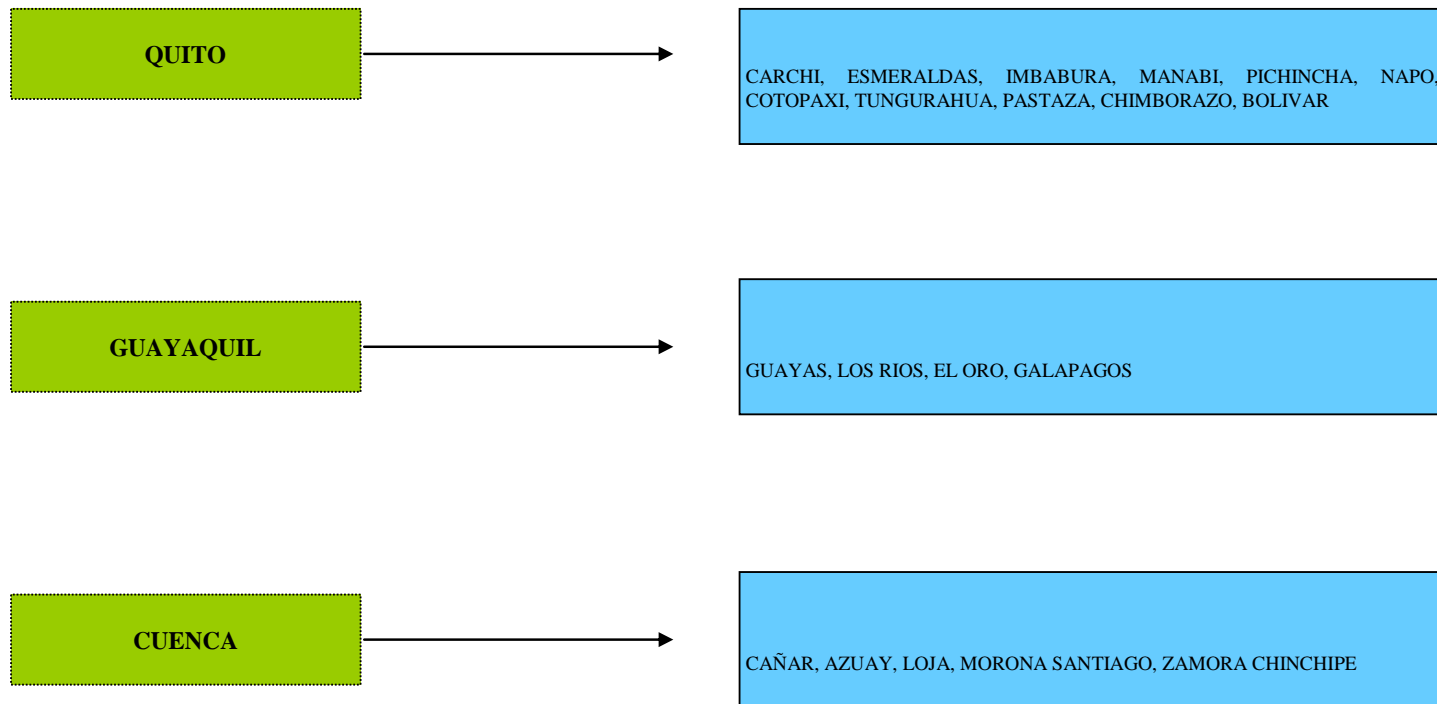 QUITO
CARCHI, ESMERALDAS, IMBABURA, MANABI, PICHINCHA, NAPO,
COTOPAXI, TUNGURAHUA, PASTAZA, CHIMBORAZO, BOLIVAR
GUAYAQUIL
GUAYAS, LOS RIOS, EL ORO, GALAPAGOS
CUENCA
CAÑAR, AZUAY, LOJA, MORONA SANTIAGO, ZAMORA CHINCHIPE